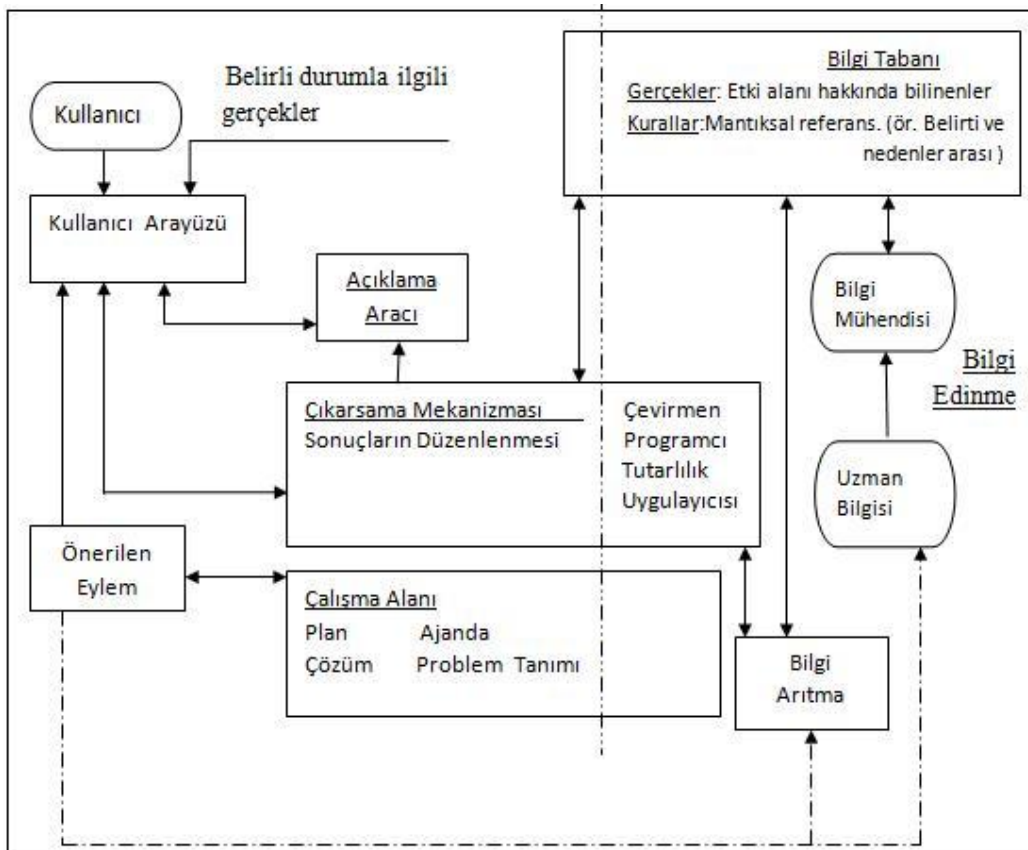 Belirli durumla ilgili
gerçekler
Kullanıcı
Bilgi Tabanı
Gerçekler: Etki alanı hakkında bilinenler
Kurallar:Mantıksal referans. (ör. Belirti ve
nedenler arası )
Kullanıcı Arayüzü
Açıklama
Aracı
Bilgi
Mühendisi
Bilgi
Edinme
Çıkarsama Mekanizması
Sonuçların Düzenlenmesi
Çevirmen
Programcı
Tutarlılık
Uygulayıcısı
Uzman
Bilgisi
Önerilen
Eylem
Çalışma Alanı
Plan Ajanda
Çözüm Problem Tanımı
Bilgi
Arıtma